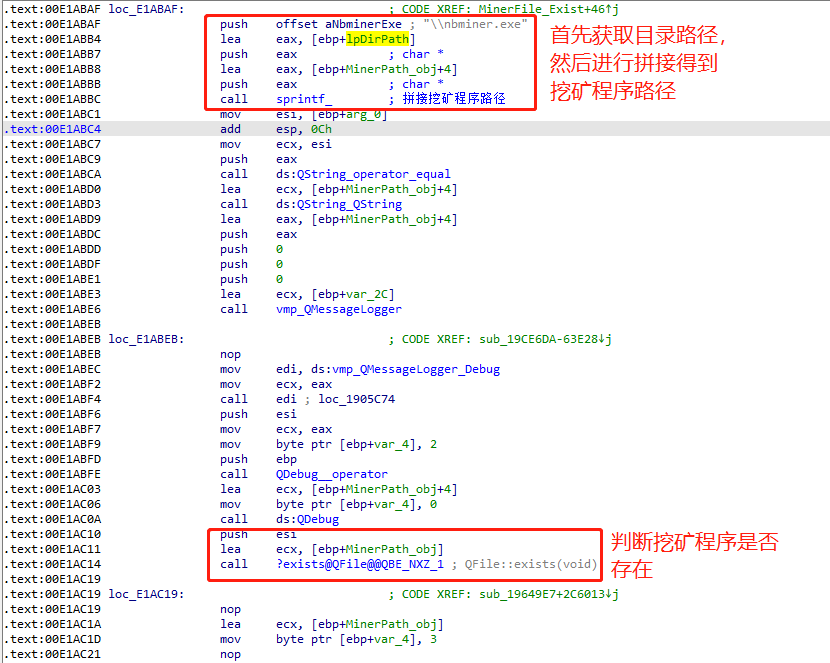 .text:00E1ABAF loc_E1ABAF: ; CODE XREF: MinerFile_Exist+46↑j
.text:00E1ABAF push offset aNbminerExe ; "\\nbminer.exe"
.text:00E1ABB4 lea eax, [ebp+lpDirPath]
.text:00E1ABB7 push eax ; char *
.text:00E1ABB8 lea eax, [ebp+MinerPath_obj+4]
.text:00E1ABBB push eax ; char *
.text:00E1ABBC call sprintf_ ; 拼接挖矿程序路径
首先获取目录路径,
然后进行拼接得到
挖矿程序路径
.text:00E1ABC1 mov esi, [ebp+arg_0]
.text:00E1ABC4 add esp, 0Ch
.text:00E1ABC7 mov ecx, esi
.text:00E1ABC9 push eax
.text:00E1ABCA call ds:QString_operator_equal
.text:00E1ABD0 lea ecx, [ebp+MinerPath_obj+4]
.text:00E1ABD3 call ds:QString_QString
.text:00E1ABD9 lea eax, [ebp+MinerPath_obj+4]
.text:00E1ABDC push eax
.text:00E1ABDD push 0
.text:00E1ABDF push 0
.text:00E1ABE1 push 0
.text:00E1ABE3 lea ecx, [ebp+var_2C]
.text:00E1ABE6 call vmp_QMessageLogger
.text:00E1ABEB
.text:00E1ABEB loc_E1ABEB: ; CODE XREF: sub_19CE6DA-63E28↓j
.text:00E1ABEB nop
.text:00E1ABEC mov edi, ds:vmp_QMessageLogger_Debug
.text:00E1ABF2 mov ecx, eax
.text:00E1ABF4 call edi ; loc_1905C74
.text:00E1ABF6 push esi
.text:00E1ABF7 mov ecx, eax
.text:00E1ABF9 mov byte ptr [ebp+var_4], 2
.text:00E1ABFD push ebp
.text:00E1ABFE call QDebug__operator
.text:00E1AC03 lea ecx, [ebp+MinerPath_obj+4]
.text:00E1AC06 mov byte ptr [ebp+var_4], 0
.text:00E1AC0A call ds:QDebug
.text:00E1AC10 push esi
.text:00E1AC11 lea ecx, [ebp+MinerPath_obj]
.text:00E1AC14 call ?exists@QFile@@QBE_NXZ_1 ; QFile::exists(void)
判断挖矿程序是否
存在
.text:00E1AC19
.text:00E1AC19 loc_E1AC19: ; CODE XREF: sub_19649E7+2C6013↓j
.text:00E1AC19 nop
.text:00E1AC1A lea ecx, [ebp+MinerPath_obj]
.text:00E1AC1D mov byte ptr [ebp+var_4], 3
.text:00E1AC21 nop